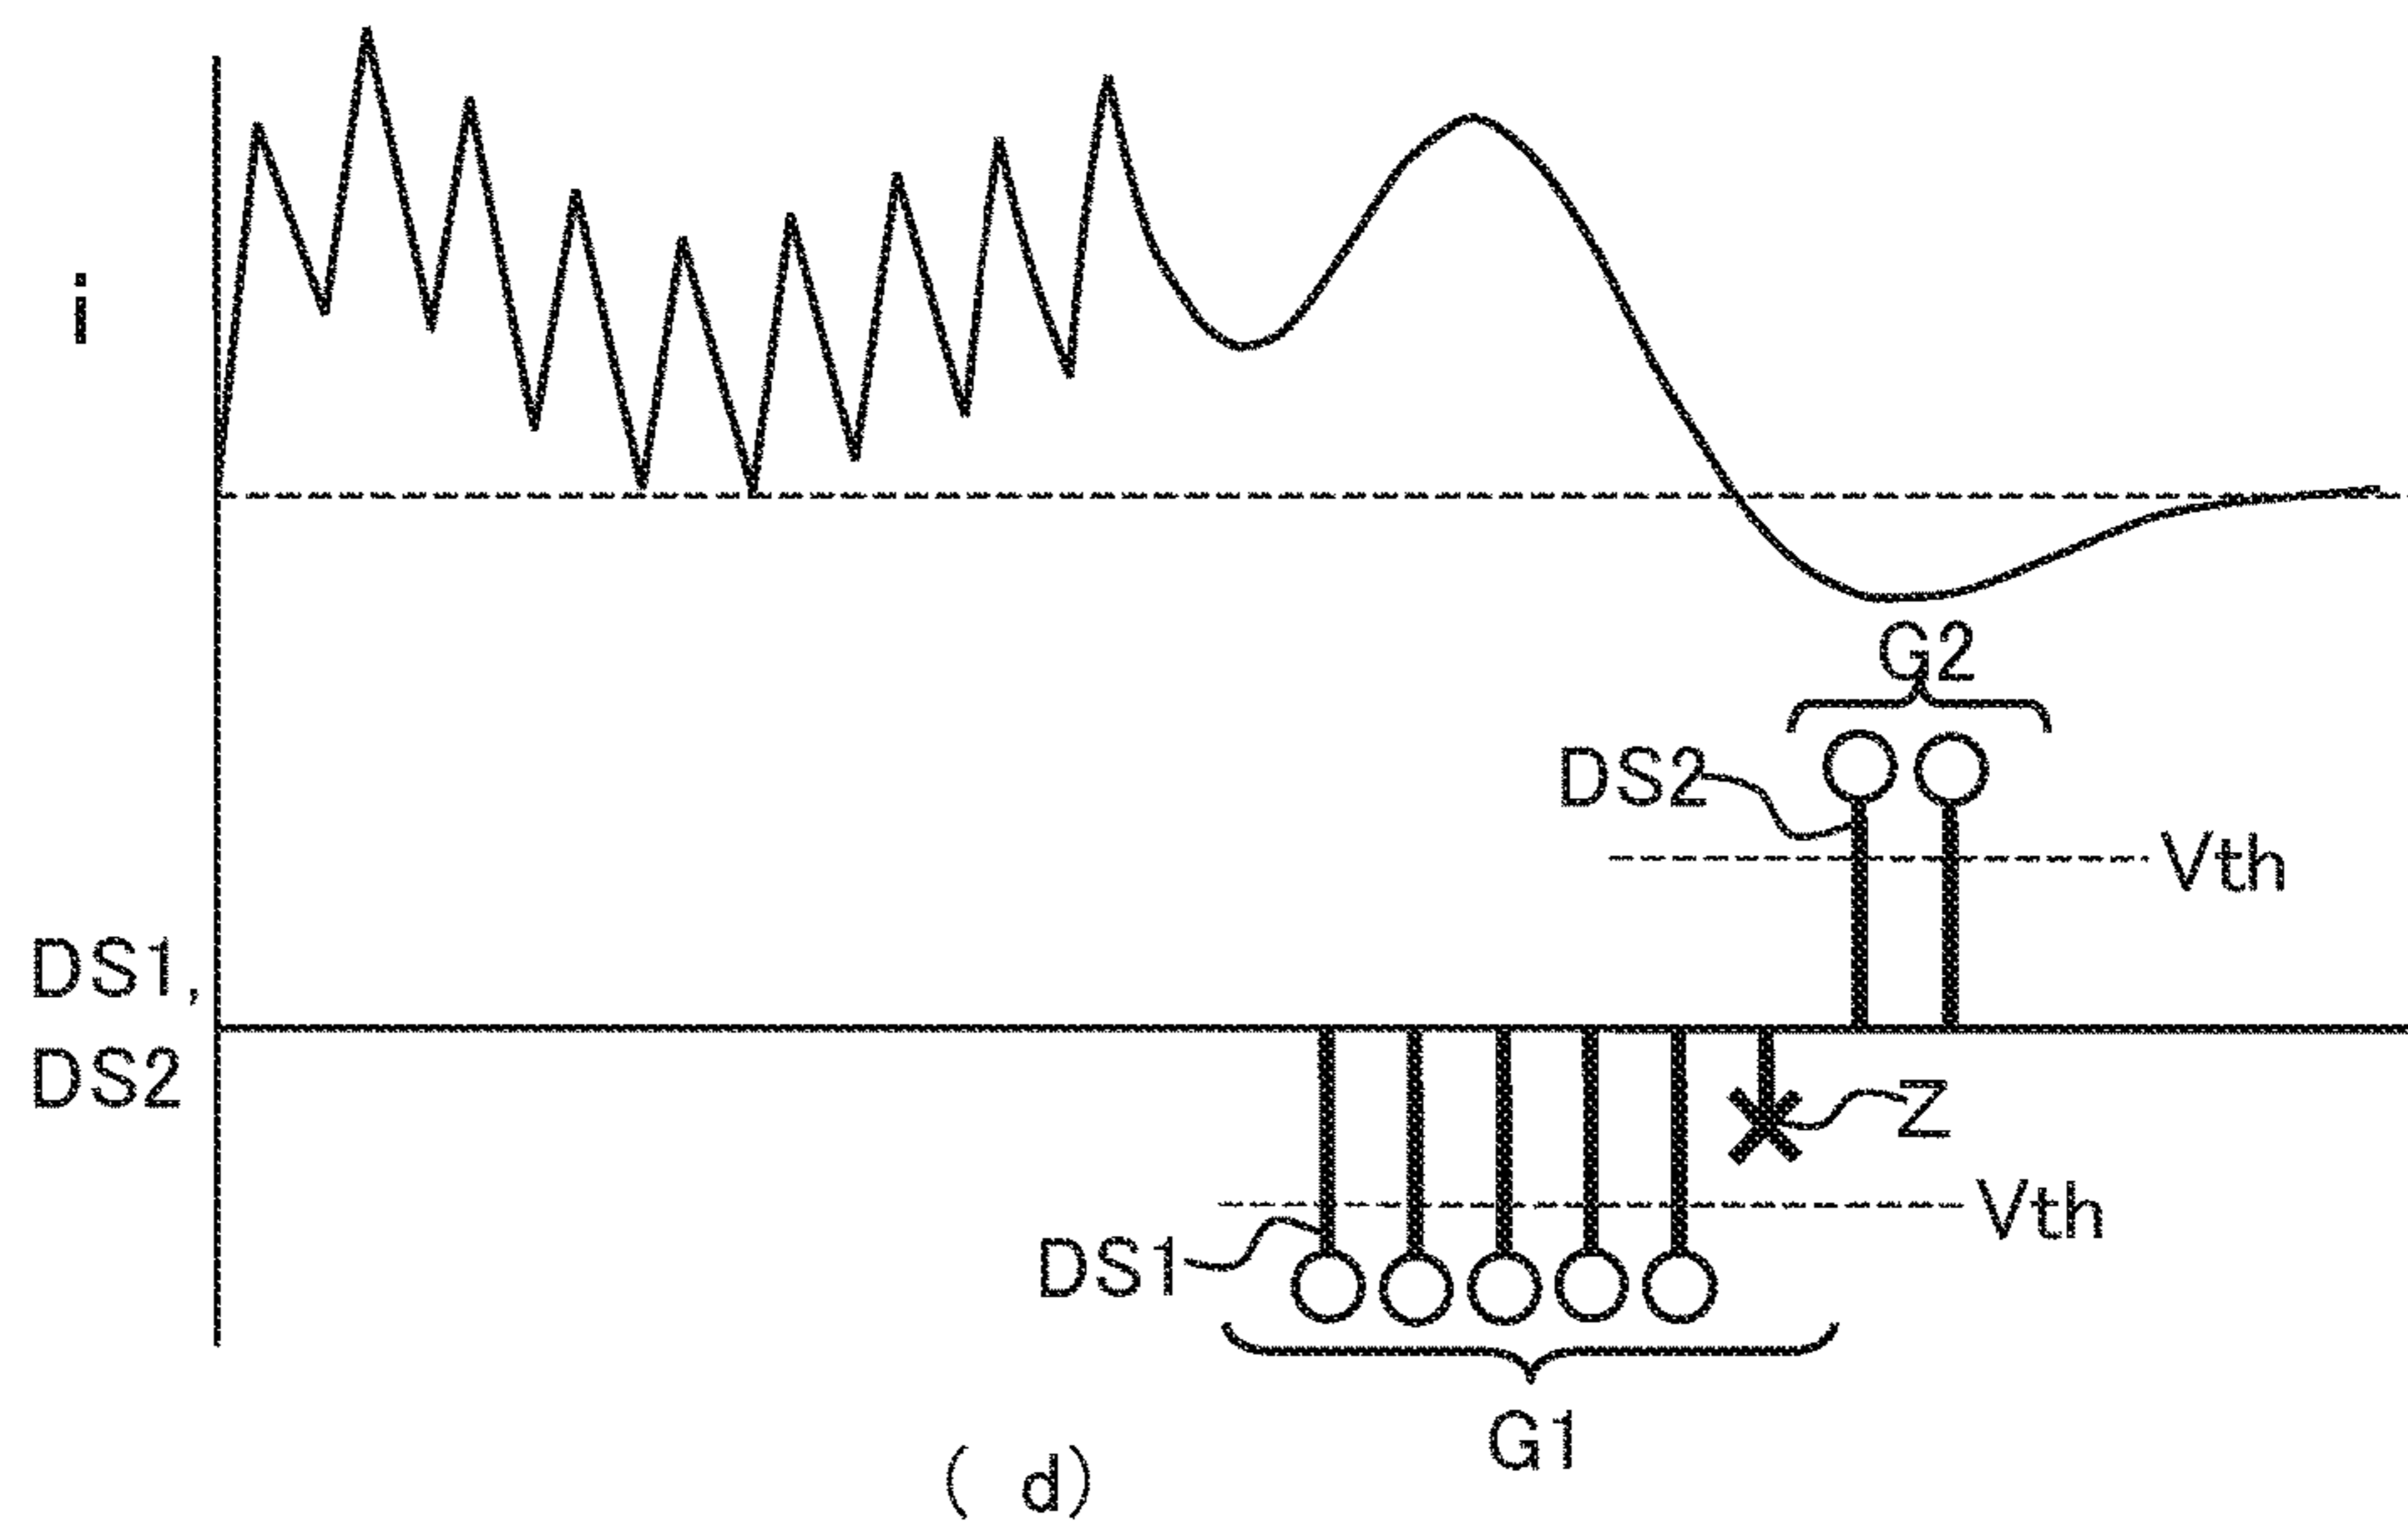 i
G2
DS2
Vth
DS1,
DS2
Z
Vth
DS1
G1
( d)